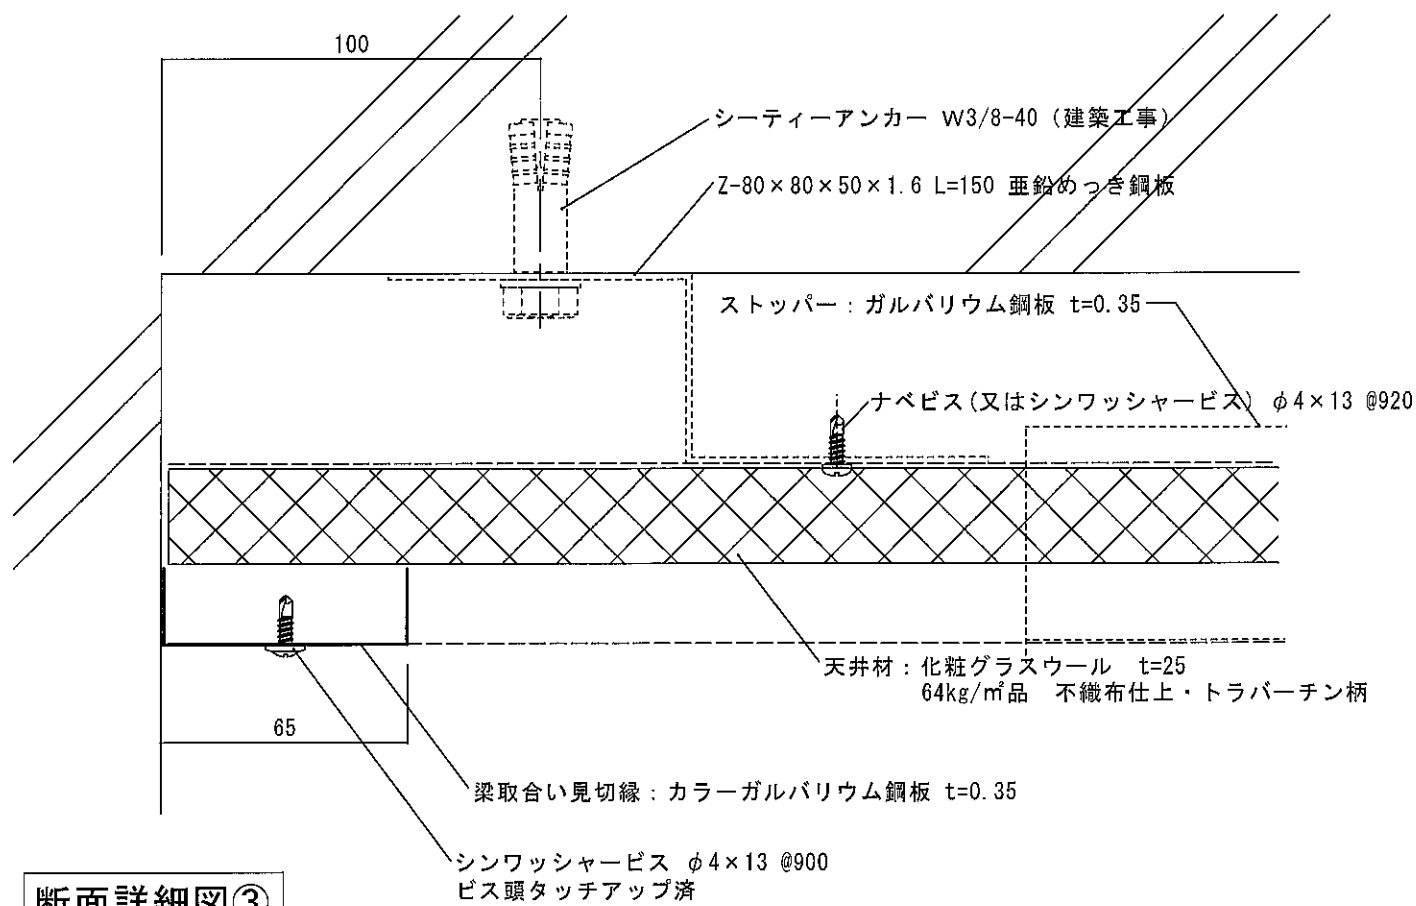 100
シーティーアンカー W3/8-40 (建築工事)
Z-80×80×50×1.6 L=150 亜鉛めっき鋼板
ストッパー：ガルバリウム鋼板 t=0.35
ナベビス(又はシンワッシャービス) φ4×13 @920
天井材：化粧グラスウール t=25
64kg/㎥品 不織布仕上・トラバーチン柄
65
梁取合い見切縁：カラーガルバリウム鋼板 t=0.35
シンワッシャービス φ4×13 @900
ビス頭タッチアップ済
断面詳細図③